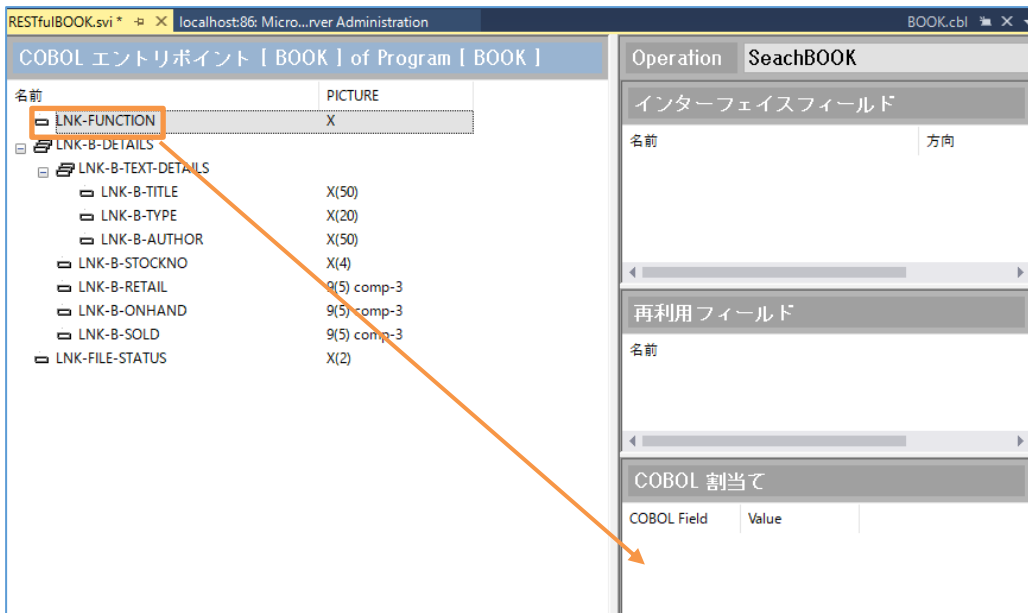 RESTfulBOOK.svi* localhost:86: Micro...rver Administration BOOK.cbl
COBOL エントリポイント [ BOOK ] of Program [ BOOK ]
名前 PICTURE
LNK-FUNCTION X
LNK-B-DETAILS
LNK-B-TEXT-DETAILS
LNK-B-TITLE X(50)
LNK-B-TYPE X(20)
LNK-B-AUTHOR X(50)
LNK-B-STOCKNO X(4)
LNK-B-RETAIL 9(5) comp-3
LNK-B-ONHAND 9(5) comp-3
LNK-B-SOLD 9(5) comp-3
LNK-FILE-STATUS X(2)
Operation SeachBOOK
インターフェイスフィールド
名前 方向
再利用フィールド
名前
COBOL 割当て
COBOL Field Value